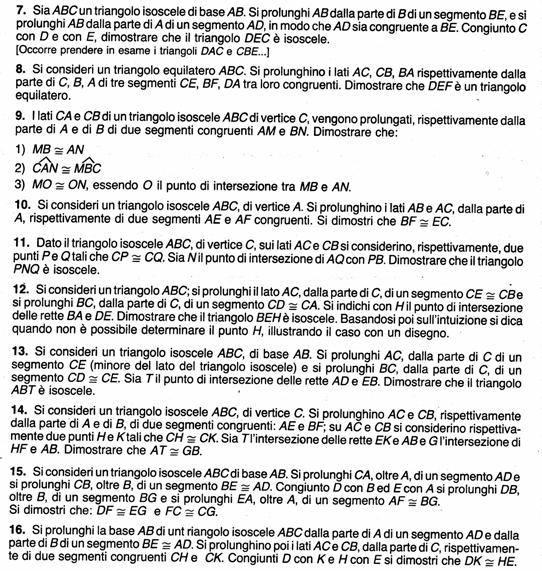 7. Sia ABC un triangolo isoscele di base AB. Si prolunghi AB dalla parte di B di un segmento BE, e si
prolunghi AB dalla parte di A di un segmento AD, in modo che AD sia congruente a BE. Congiunto C
con D e con E, dimostrare che il triangolo DEC è isoscele.
[Occorre prendere in esame i triangoli DAC e CBE...]
8. Si consideri un triangolo equilatero ABC. Si prolunghino i lati AC, CB, BA rispettivamente dalla
parte di C, B, A di tre segmenti CE, BF, DA tra loro congruenti. Dimostrare che DEF è un triangolo
equilatero.
9. I lati CA e CB di un triangolo isoscele ABC di vertice C, vengono prolungati, rispettivamente dalla
parte di A e di B di due segmenti congruenti AM e BN. Dimostrare che:
1) MB ≅ AN
2) CÂN ≅ MB̂C
3) MO ≅ ON, essendo O il punto di intersezione tra MB e AN.
10. Si consideri un triangolo isoscele ABC, di vertice A. Si prolunghino i lati AB e AC, dalla parte di
A, rispettivamente di due segmenti AE e AF congruenti. Si dimostri che BF ≅ EC.
11. Dato il triangolo isoscele ABC, di vertice C, sui lati AC e CB si considerino, rispettivamente, due
punti P e Q tali che CP ≅ CQ. Sia N il punto di intersezione di AQ con PB. Dimostrare che il triangolo
PNQ è isoscele.
12. Si consideri un triangolo ABC; si prolunghi il lato AC, dalla parte di C, di un segmento CE ≅ CB e
si prolunghi BC, dalla parte di C, di un segmento CD ≅ CA. Si indichi con H il punto di intersezione
delle rette BA e DE. Dimostrare che il triangolo BEH è isoscele. Basandosi poi sull'intuizione si dica
quando non è possibile determinare il punto H, illustrando il caso con un disegno.
13. Si consideri un triangolo isoscele ABC, di base AB. Si prolunghi AC, dalla parte di C di un
segmento CE (minore del lato del triangolo isoscele) e si prolunghi BC, dalla parte di C, di un
segmento CD ≅ CE. Sia T il punto di intersezione delle rette AD e EB. Dimostrare che il triangolo
ABT è isoscele.
14. Si consideri un triangolo isoscele ABC, di vertice C. Si prolunghino AC e CB, rispettivamente
dalla parte di A e di B, di due segmenti congruenti: AE e BF; su AC e CB si considerino rispettiva-
mente due punti H e K tali che CH ≅ CK. Sia T l'intersezione delle rette EK e AB e G l'intersezione di
HF e AB. Dimostrare che AT ≅ GB.
15. Si consideri un triangolo isoscele ABC di base AB. Si prolunghi CA, oltre A, di un segmento AD e
si prolunghi CB, oltre B, di un segmento BE ≅ AD. Congiunto D con B ed E con A si prolunghi DB,
oltre B, di un segmento BG e si prolunghi EA, oltre A, di un segmento AF ≅ BG.
Si dimostri che: DF ≅ EG e FC ≅ CG.
16. Si prolunghi la base AB di unt riangolo isoscele ABC dalla parte di A di un segmento AD e dalla
parte di B di un segmento BE ≅ AD. Si prolunghino poi i lati AC e CB, dalla parte di C, rispettivamen-
te di due segmenti congruenti CH e CK. Congiunti D con K e H con E si dimostri che DK ≅ HE.